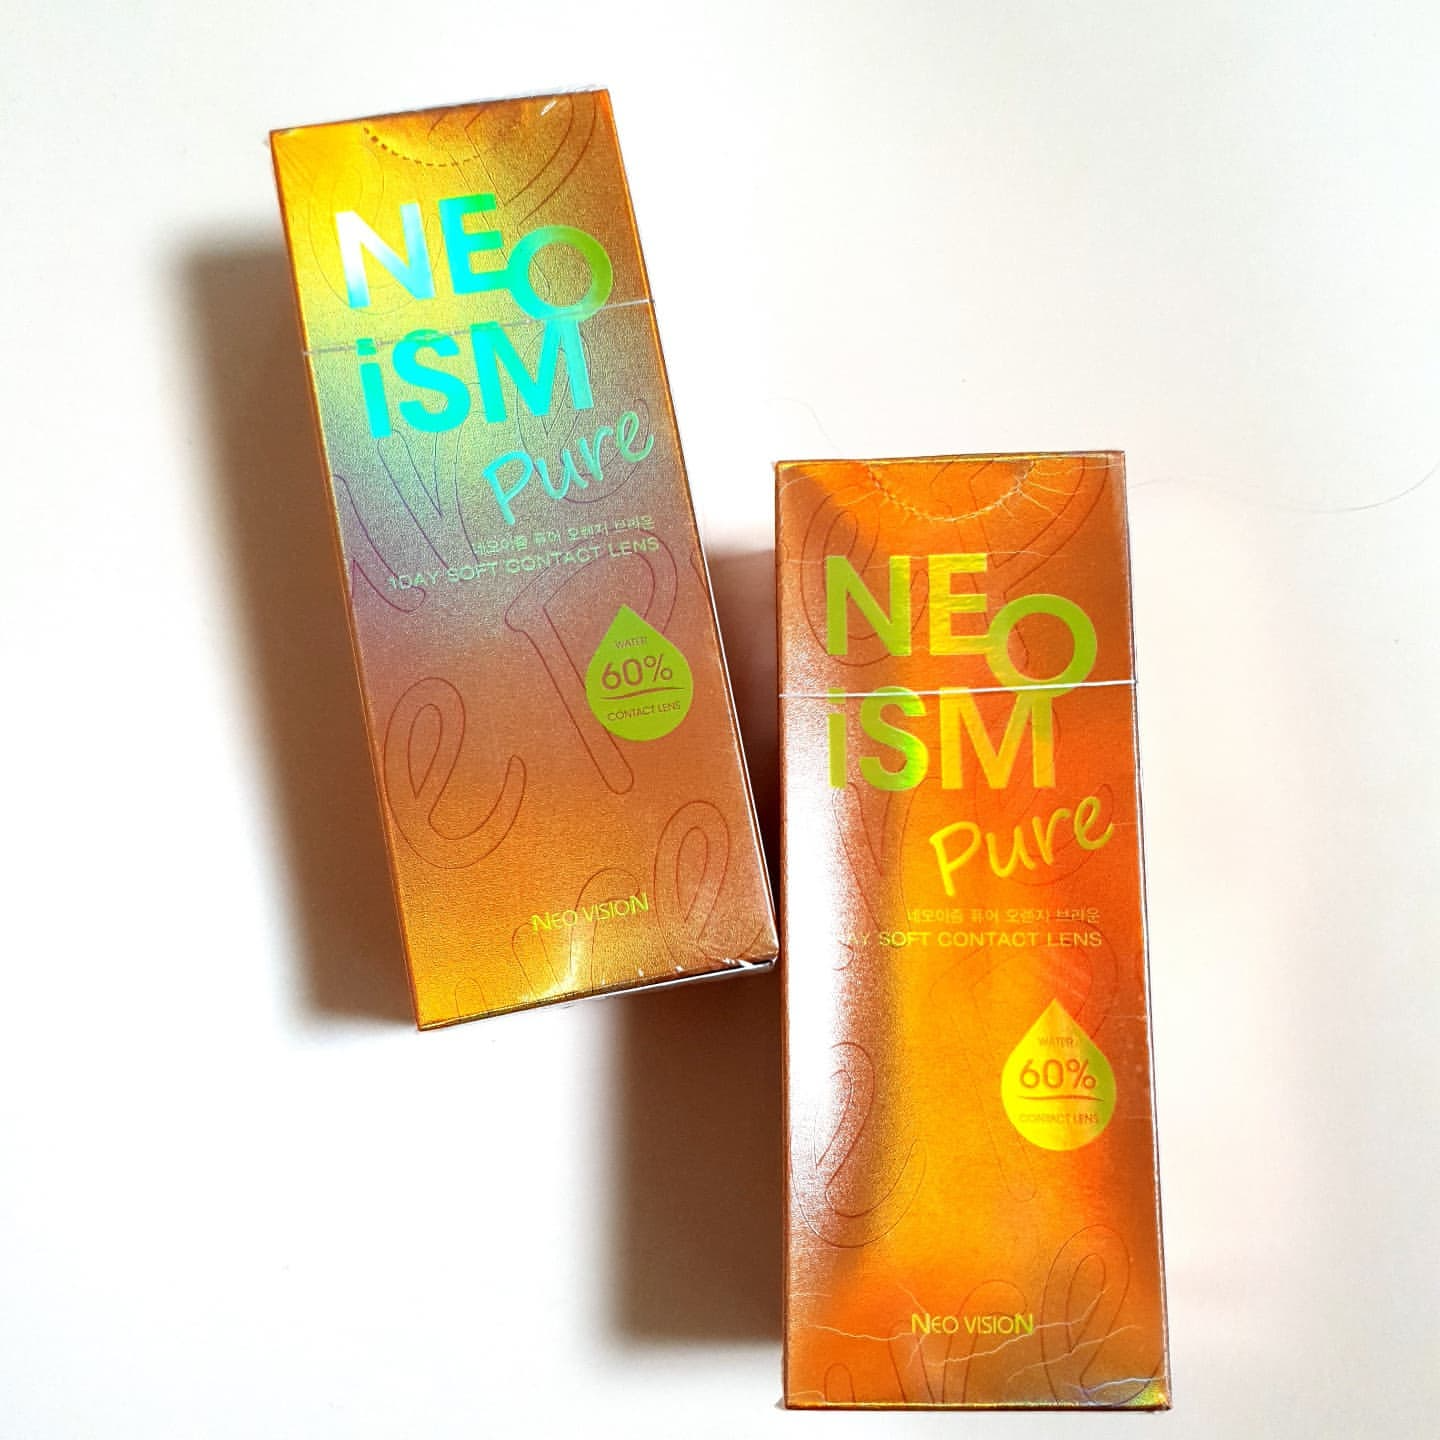 NEO
iSM
Pure
네오이즘 퓨어 오렌지 브라운
1DAY SOFT CONTACT LENS
WATER
60%
CONTACT LENS
NEO VISION
NEO
iSM
Pure
네오이즘 퓨어 오렌지 브라운
SOFT CONTACT LENS
WATER
60%
CONTACT LENS
NEO VISION